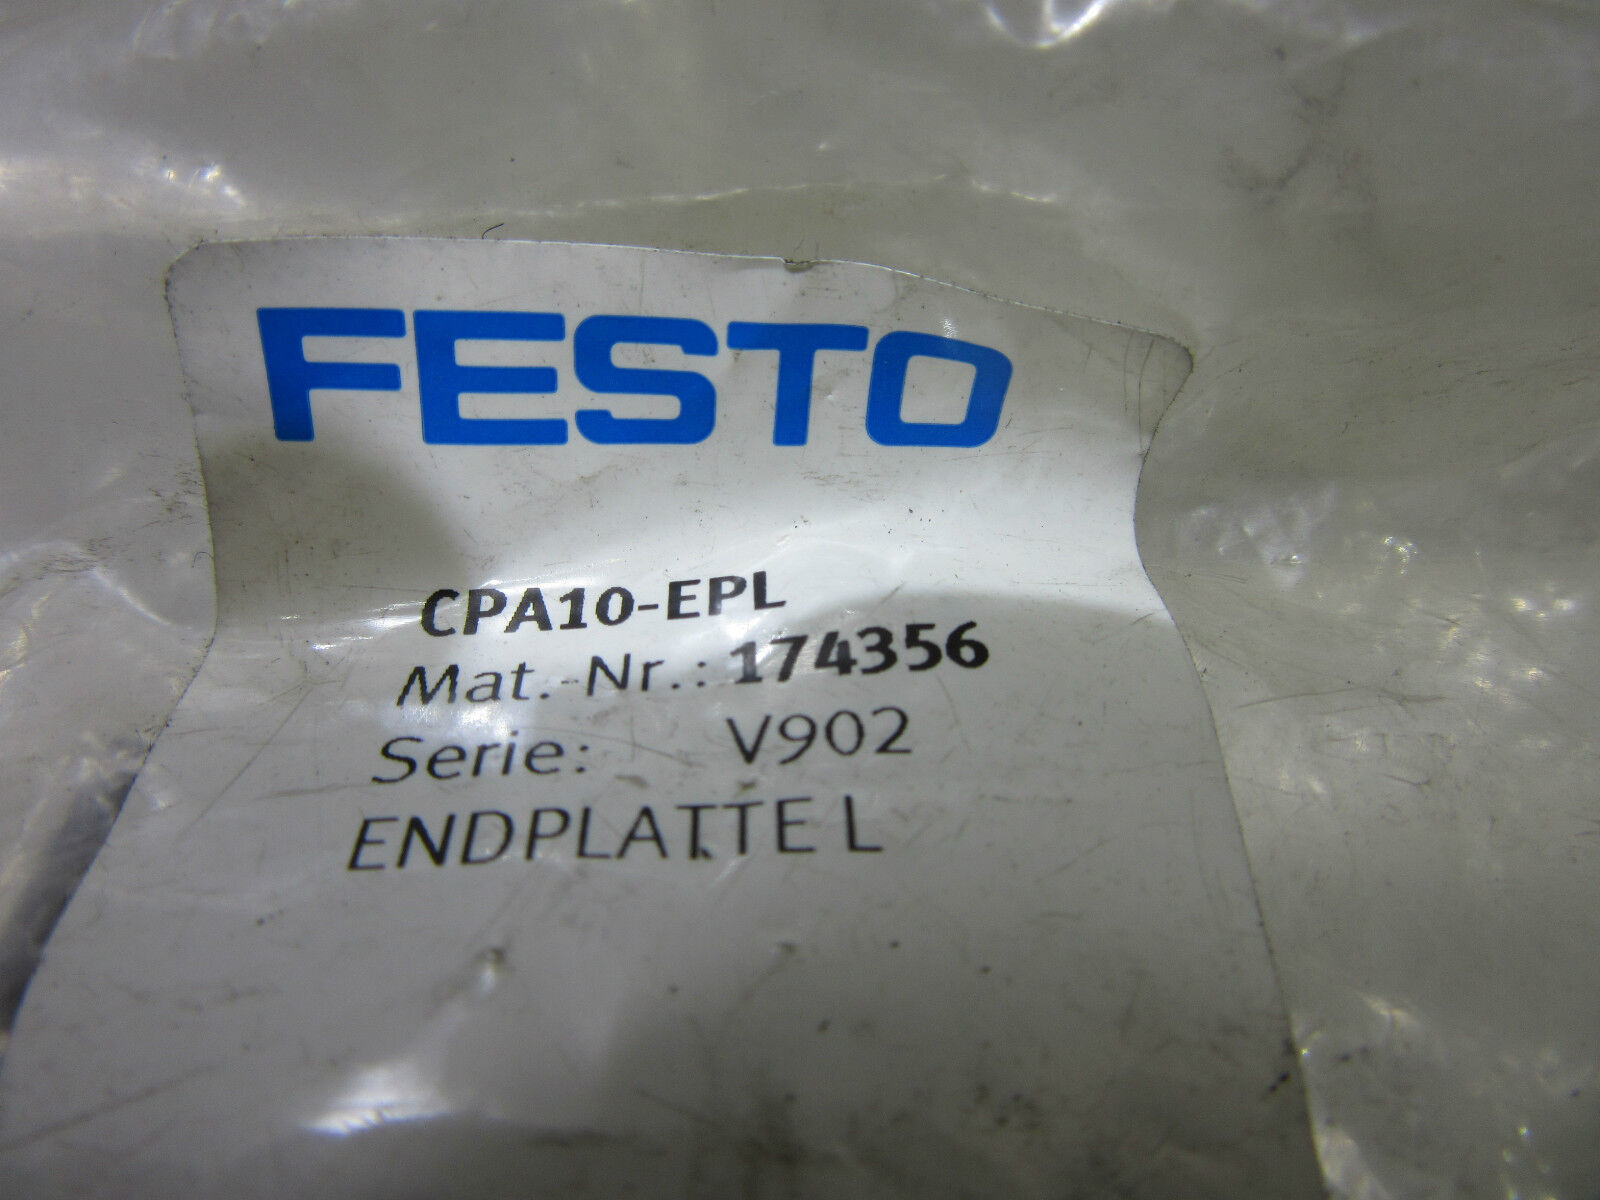 FESTO
CPA10-EPL
Mat.-Nr.: 174356
Serie: V902
ENDPLATTE L